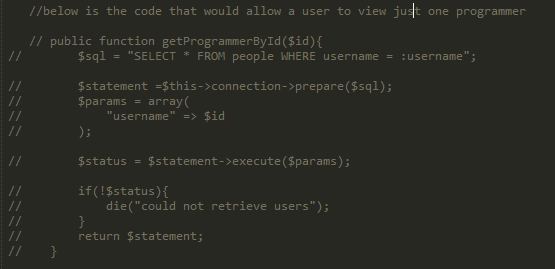 //below is the code that would allow a user to view just one programmer
// public function getProgrammerById($id){
// $sql = "SELECT * FROM people WHERE username = :username";
// $statement =$this->connection->prepare($sql);
// $params = array(
// "username" => $id
// );
// $status = $statement->execute($params);
// if(!$status){
// die("could not retrieve users");
// }
// return $statement;
// }